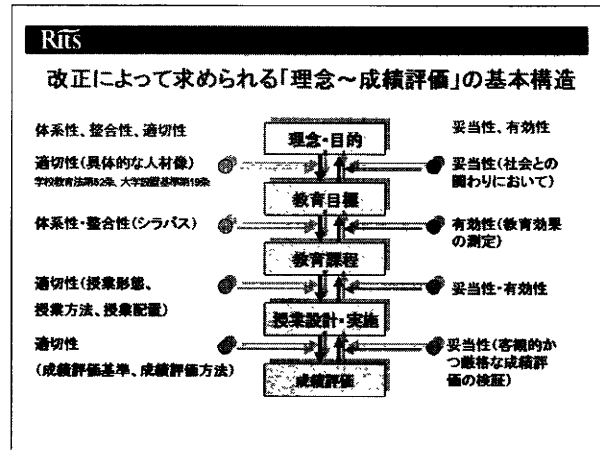 Rits
改正によって求められる「理念～成績評価」の基本構造
体系性、整合性、適切性
理念・目的
妥当性、有効性
適切性(具体的な人材像)
学校教育法第52条、大学設置基準第19条
妥当性(社会との
関わりにおいて)
教育目標
体系性・整合性(シラバス)
有効性(教育効果
の測定)
教育課程
適切性(授業形態、
授業方法、授業配置)
妥当性・有効性
授業設計・実施
適切性
(成績評価基準、成績評価方法)
妥当性(客観的か
つ厳格な成績評
価の検証)
成績評価